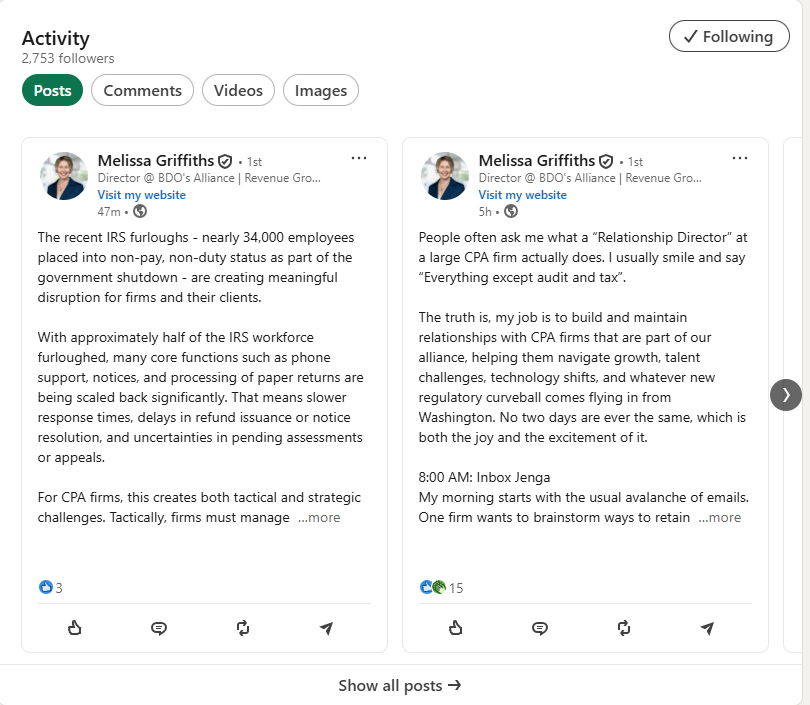 Activity
2,753 followers
Following
Posts
Comments
Videos
Images
Melissa Griffiths • 1st
Director @ BDO's Alliance | Revenue Gro...
Visit my website
47m •
The recent IRS furloughs - nearly 34,000 employees
placed into non-pay, non-duty status as part of the
government shutdown - are creating meaningful
disruption for firms and their clients.
With approximately half of the IRS workforce
furloughed, many core functions such as phone
support, notices, and processing of paper returns are
being scaled back significantly. That means slower
response times, delays in refund issuance or notice
resolution, and uncertainties in pending assessments
or appeals.
For CPA firms, this creates both tactical and strategic
challenges. Tactically, firms must manage ...more
3
Melissa Griffiths • 1st
Director @ BDO's Alliance | Revenue Gro...
Visit my website
5h •
People often ask me what a “Relationship Director” at
a large CPA firm actually does. I usually smile and say
“Everything except audit and tax”.
The truth is, my job is to build and maintain
relationships with CPA firms that are part of our
alliance, helping them navigate growth, talent
challenges, technology shifts, and whatever new
regulatory curveball comes flying in from
Washington. No two days are ever the same, which is
both the joy and the excitement of it.
8:00 AM: Inbox Jenga
My morning starts with the usual avalanche of emails.
One firm wants to brainstorm ways to retain ...more
15
Show all posts →